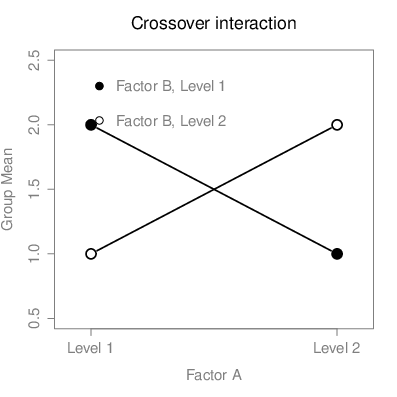 Crossover interaction
Factor B, Level 1
Factor B, Level 2
Group Mean
2.5
2.0
1.5
1.0
0.5
Level 1
Level 2
Factor A